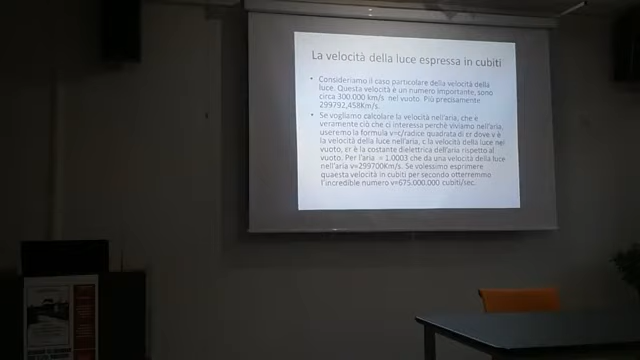 La velocità della luce espressa in cubiti
• Consideriamo il caso particolare della velocità della
luce. Questa velocità è un numero importante, sono
circa 300.000 km/s nel vuoto. Più precisamente
299792,458Km/s.
• Se vogliamo calcolare la velocità nell'aria, che è
veramente ciò che ci interessa perchè viviamo nell'aria,
useremo la formula v=c/radice quadrata di εr dove v è
la velocità della luce nell'aria, c la velocità della luce nel
vuoto, εr è la costante dielettrica dell'aria rispetto al
vuoto. Per l'aria = 1.0003 che da una velocità della luce
nell'aria v=299700Km/s. Se volessimo esprimere
quaesta velocità in cubiti per secondo otterremmo
l'incredible numero v=675.000.000 cubiti/sec.